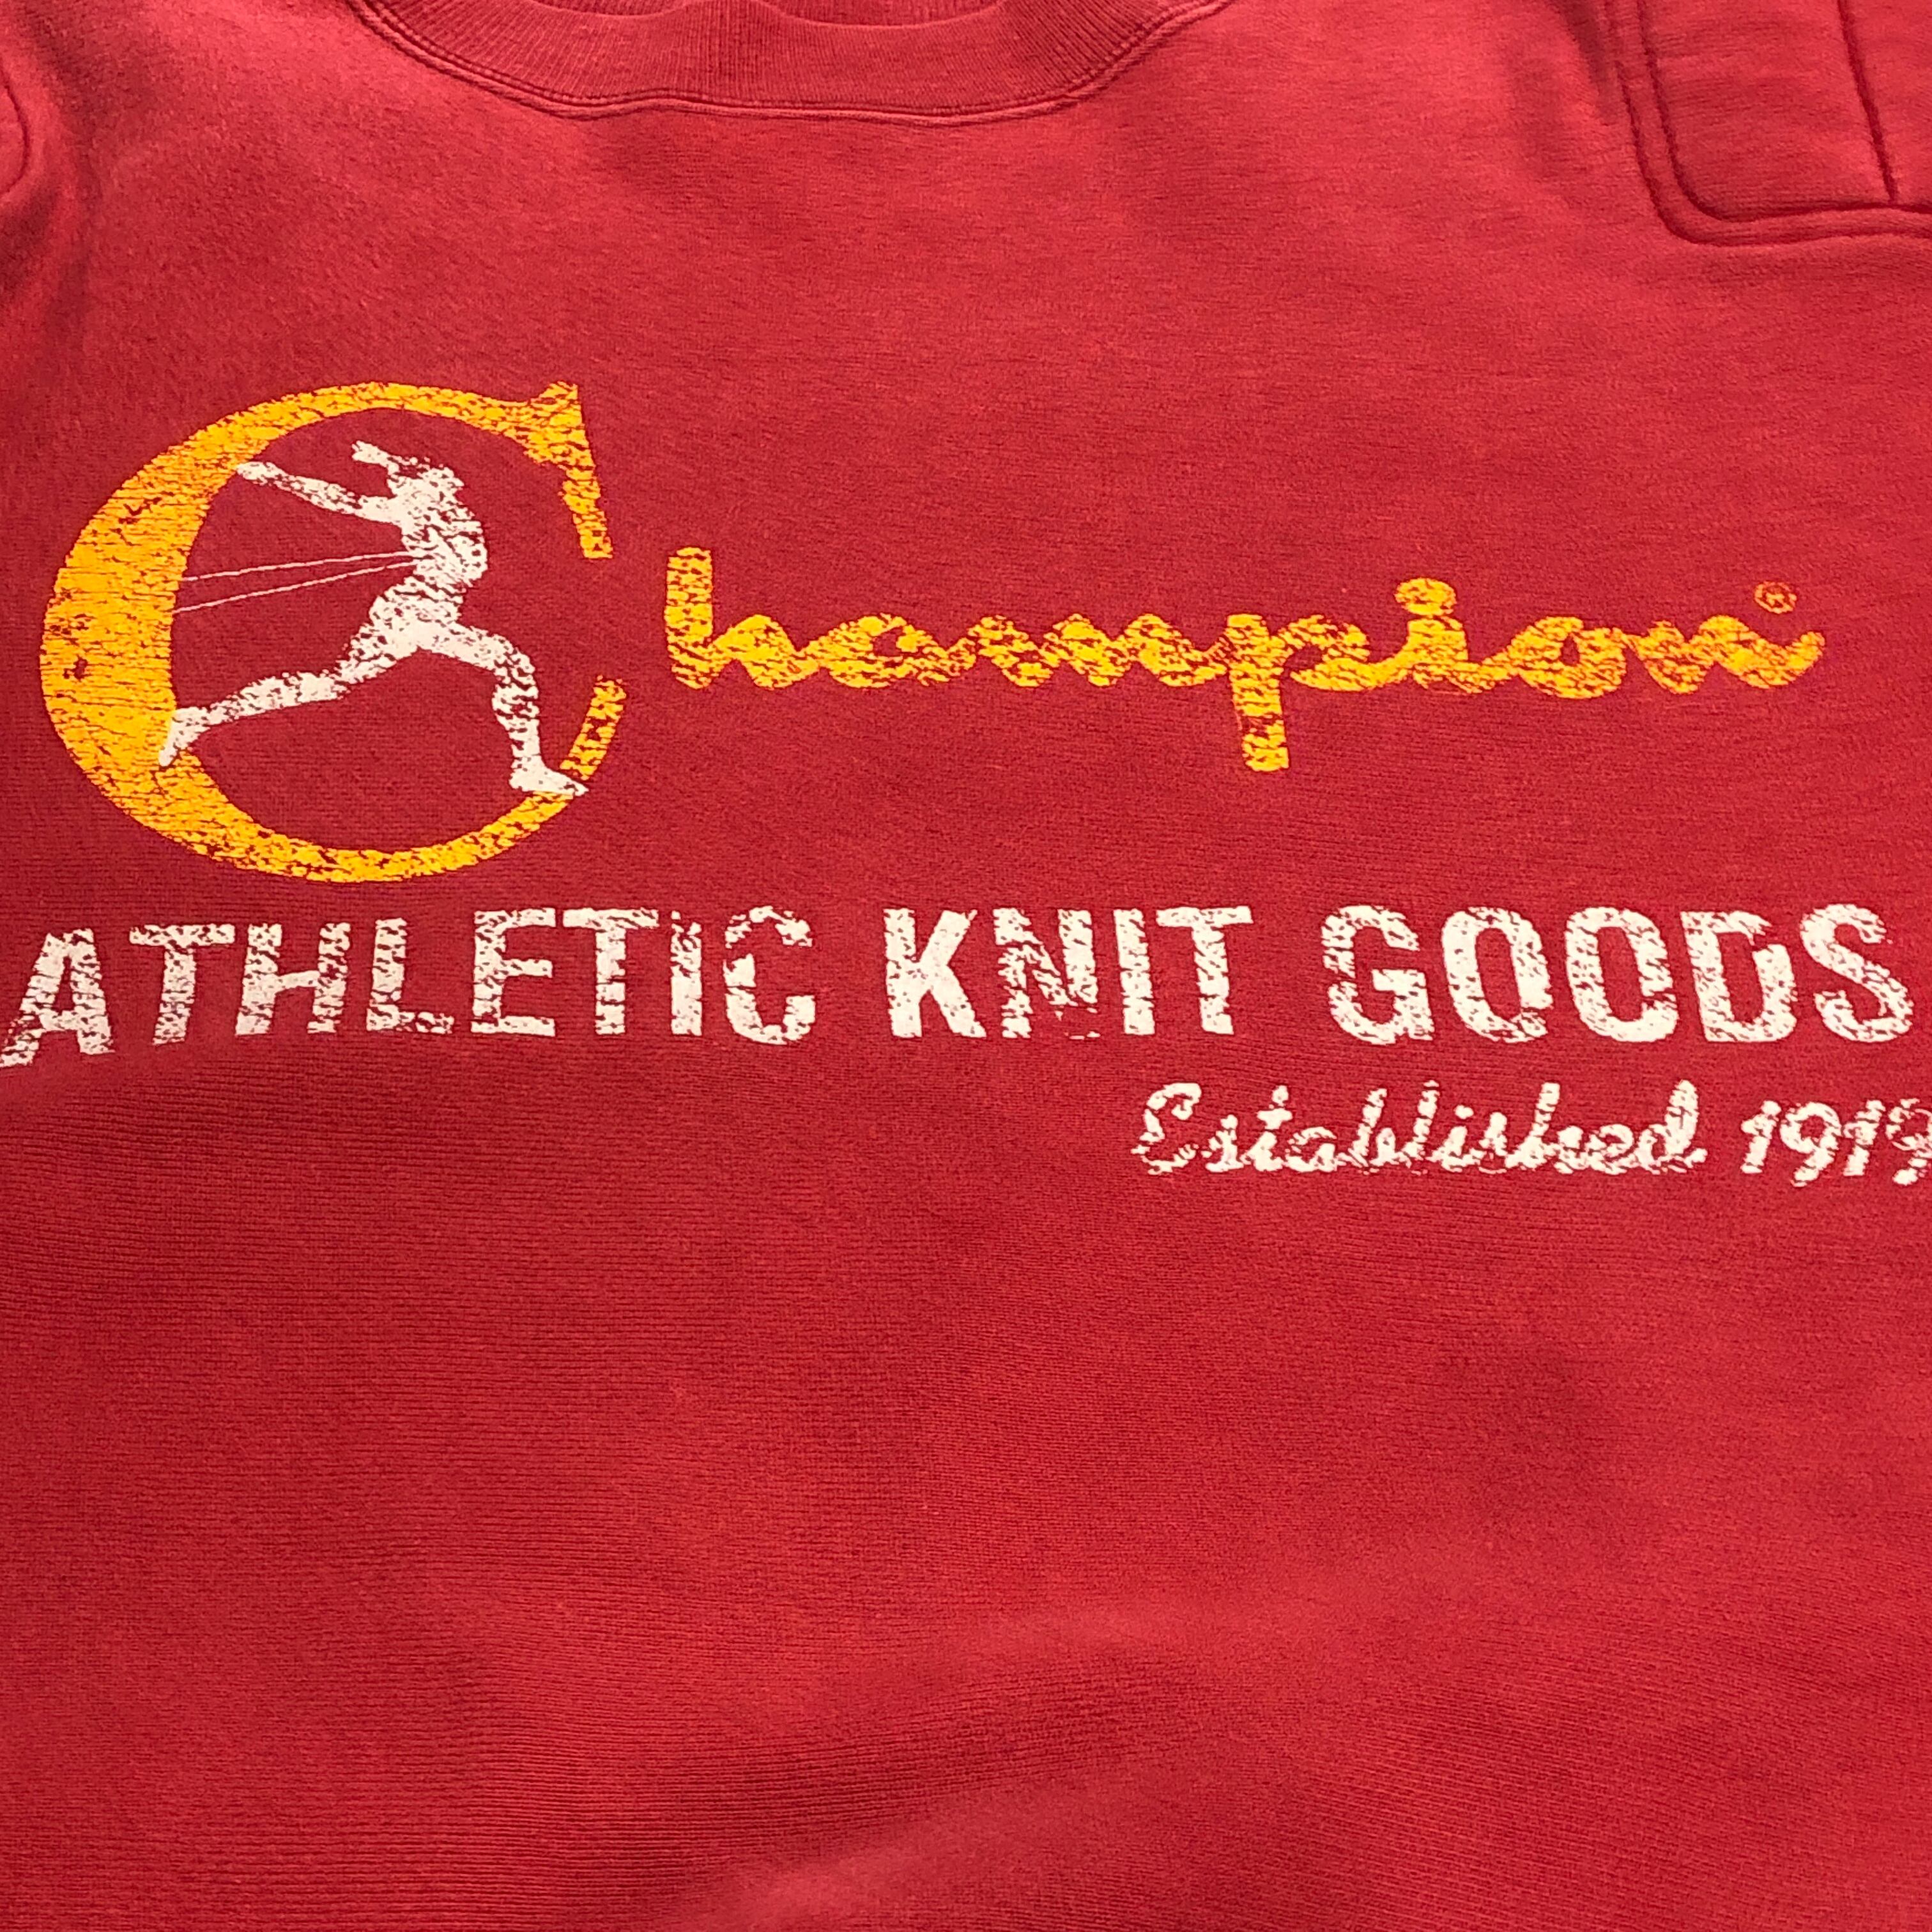 Champion®
ATHLETIC KNIT GOODS
Established 1919